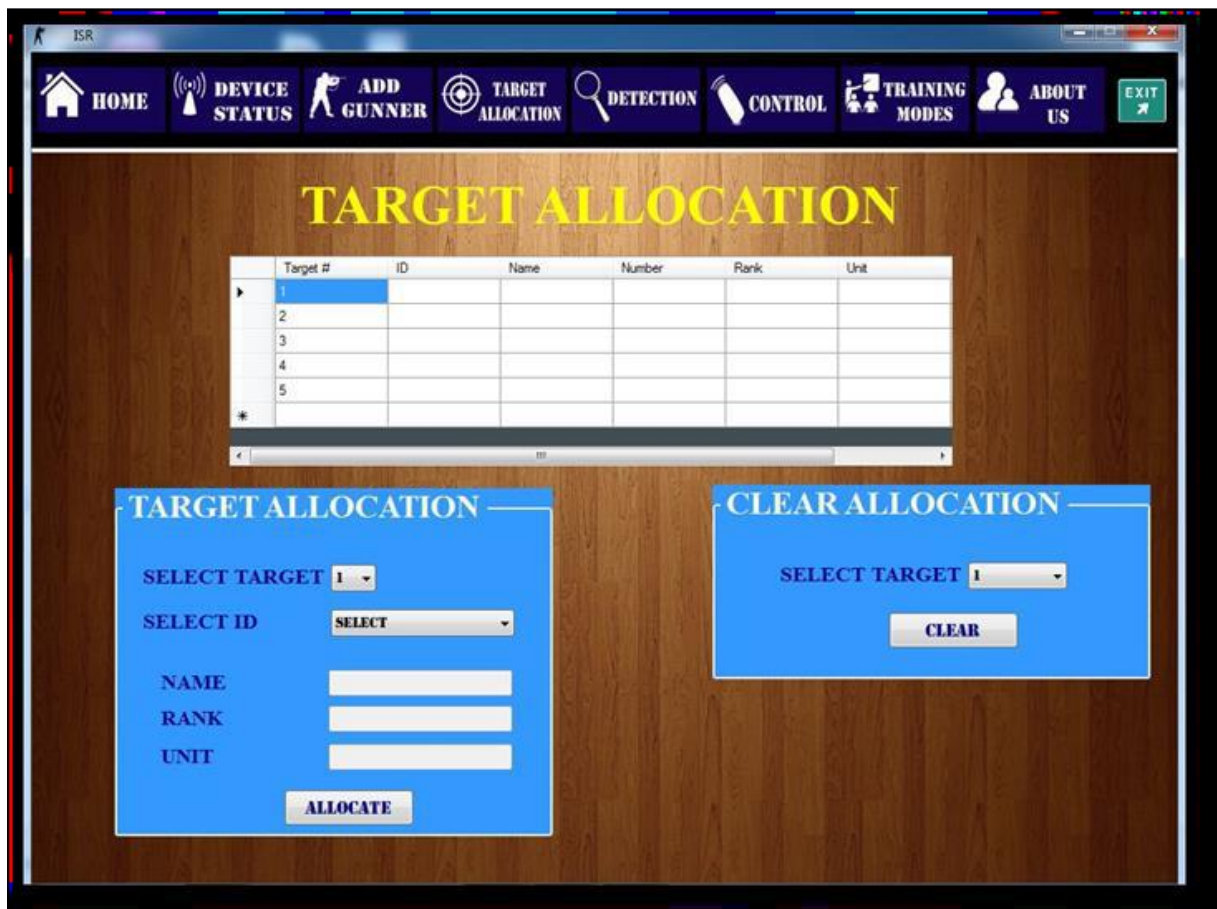 ISR
HOME
DEVICE
STATUS
ADD
GUNNER
TARGET
ALLOCATION
DETECTION
CONTROL
TRAINING
MODES
ABOUT
US
EXIT
TARGET ALLOCATION
Target # ID Name Number Rank Unit
1
2
3
4
5
*
TARGET ALLOCATION
SELECT TARGET 1
SELECT ID SELECT
NAME
RANK
UNIT
ALLOCATE
CLEAR ALLOCATION
SELECT TARGET 1
CLEAR